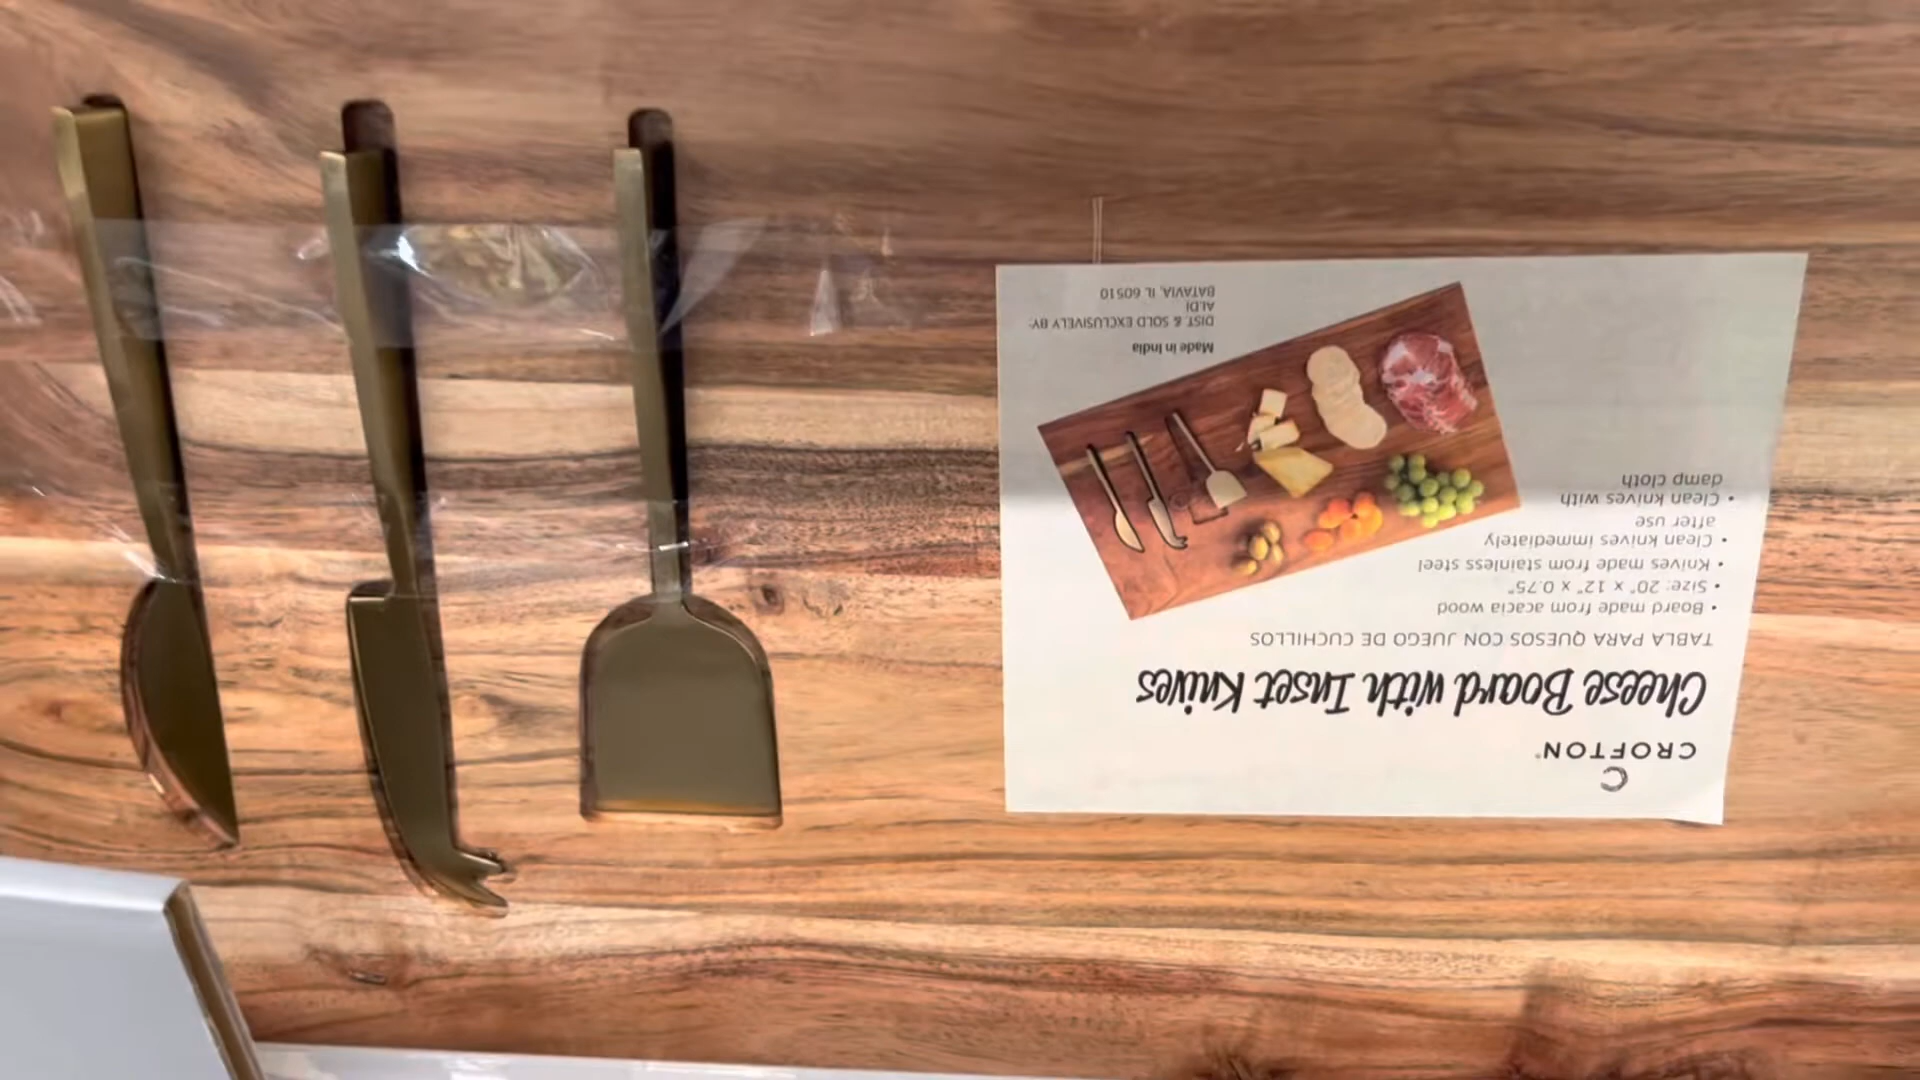 CROFTON®
Cheese Board with Inset Knives
TABLA PARA QUESOS CON JUEGO DE CUCHILLOS
• Board made from acacia wood
• Size: 20" x 12" x 0.75"
• Knives made from stainless steel
• Clean knives immediately
after use
• Clean knives with
damp cloth
Made in India
DIST. & SOLD EXCLUSIVELY BY:
ALDI
BATAVIA, IL 60510